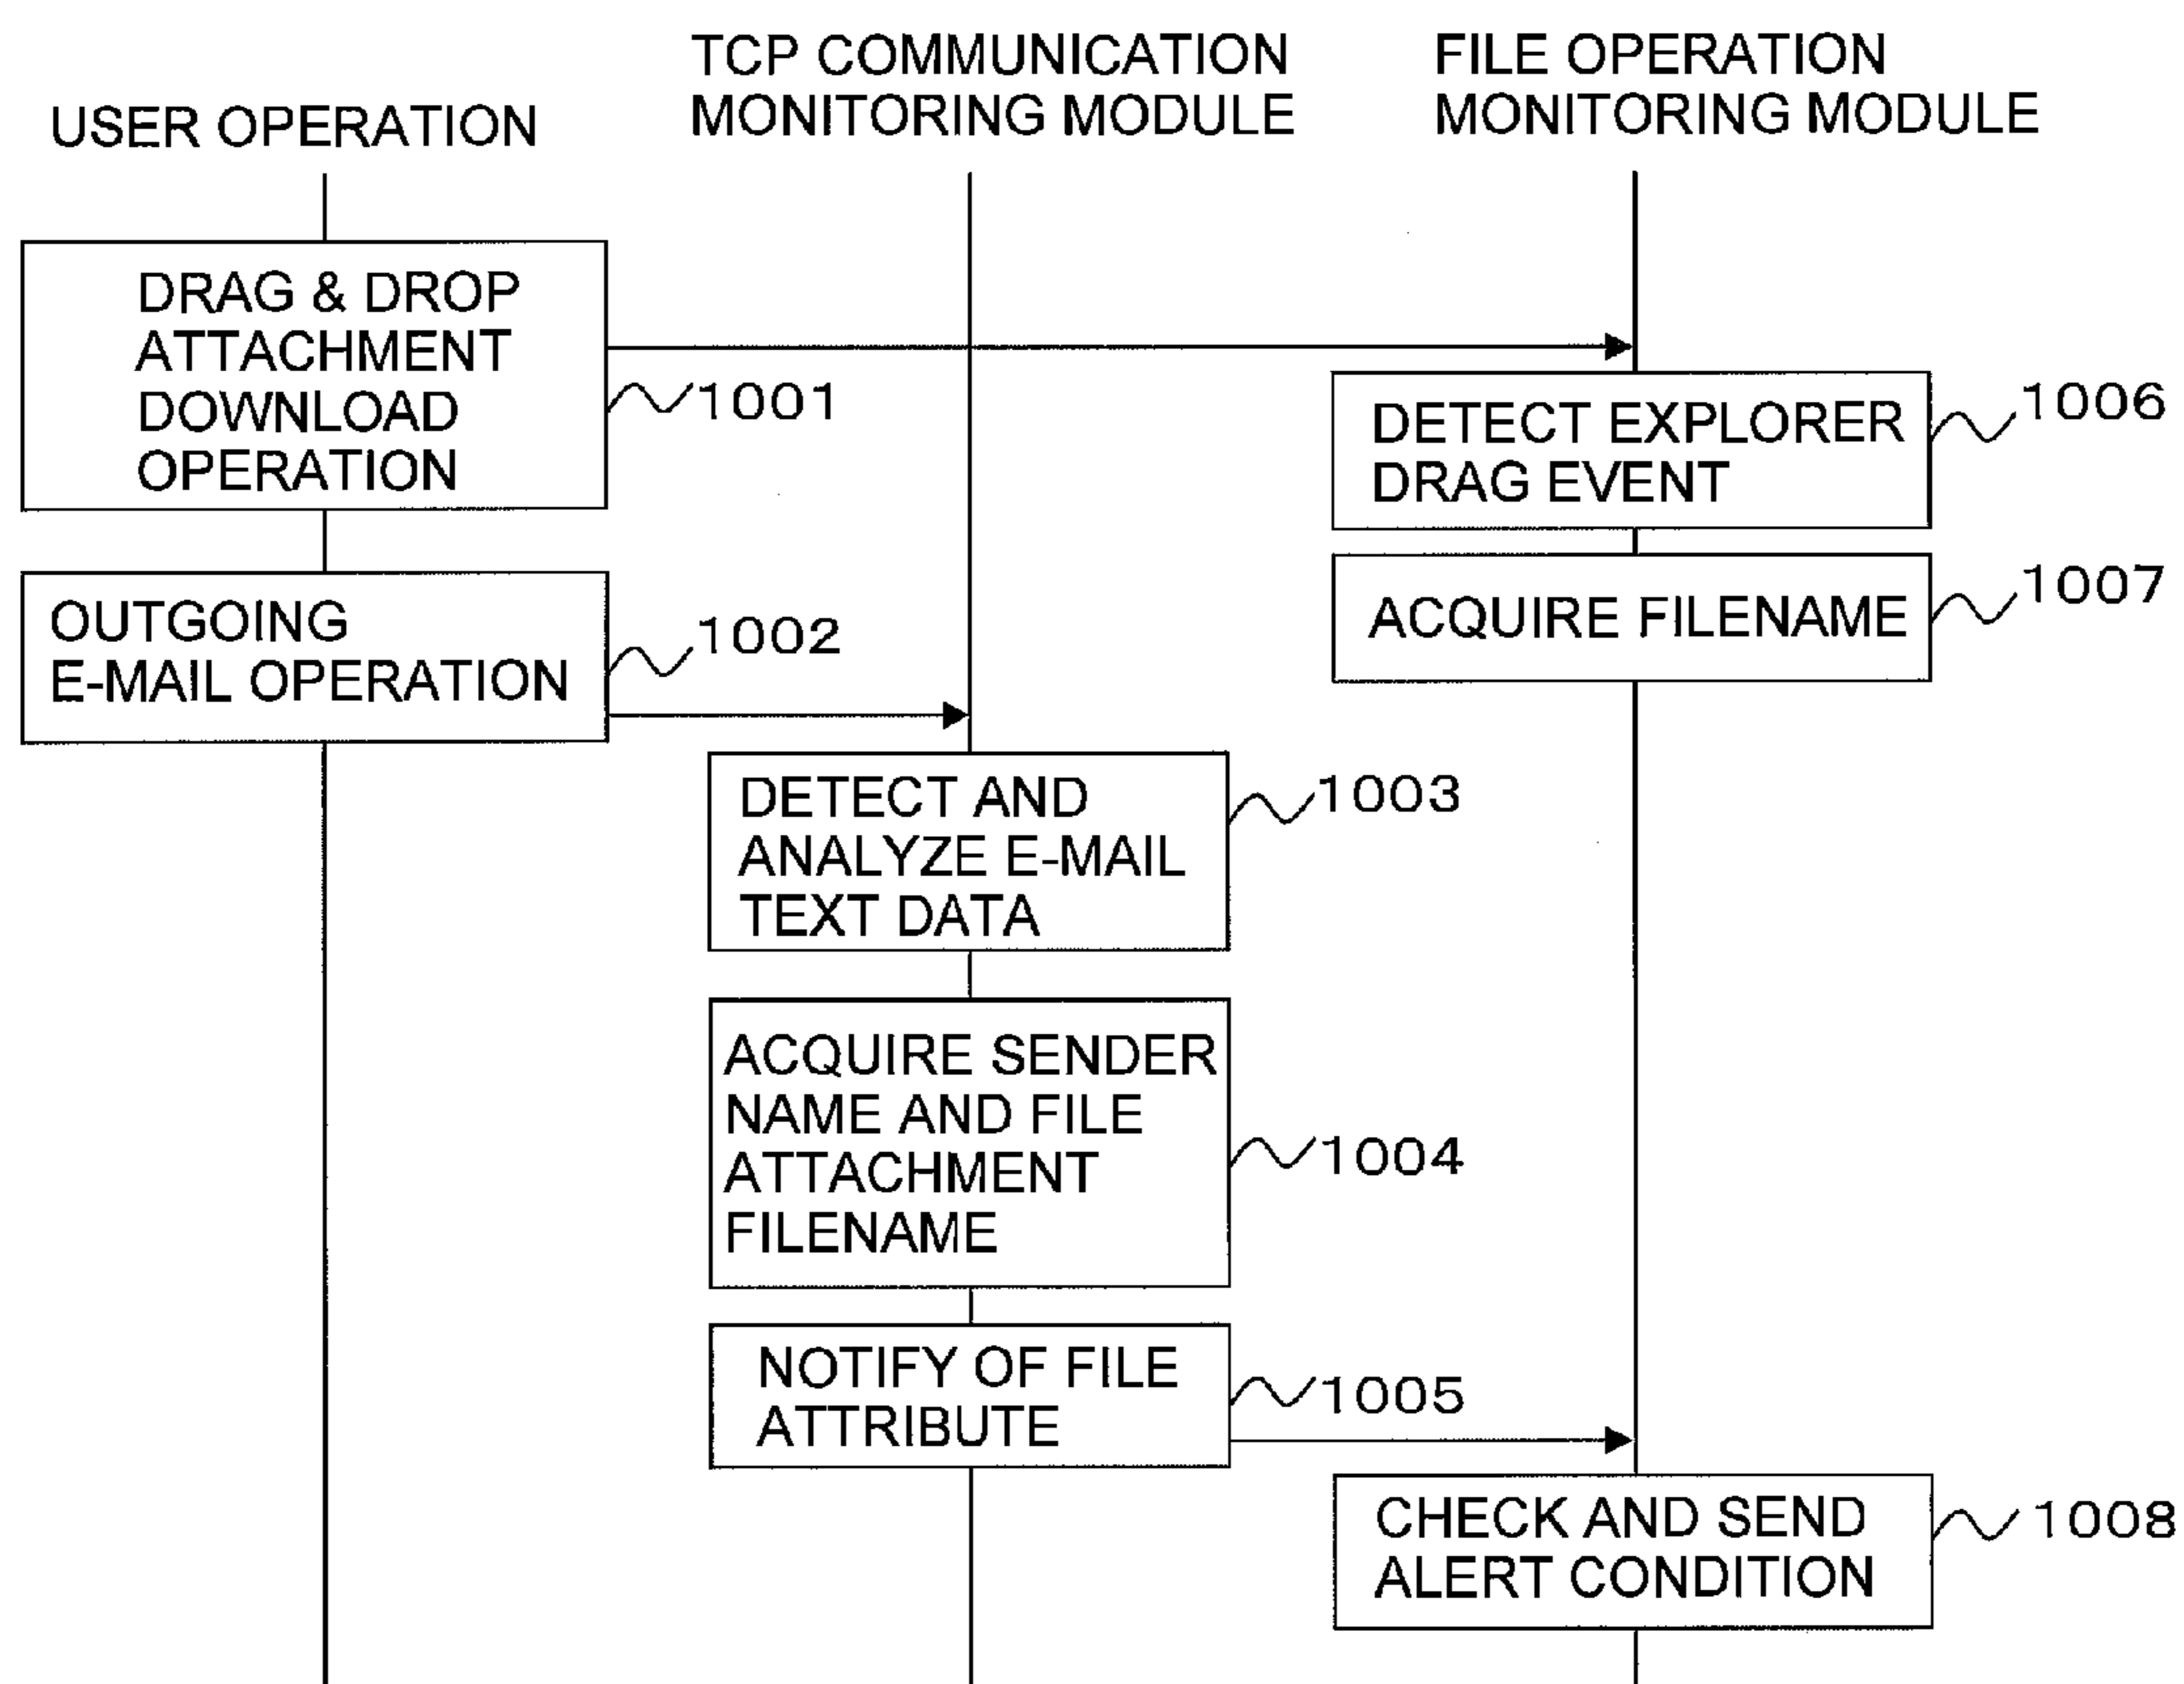 USER OPERATION
TCP COMMUNICATION
MONITORING MODULE
FILE OPERATION
MONITORING MODULE
DRAG & DROP
ATTACHMENT
DOWNLOAD
OPERATION
1001
DETECT EXPLORER
DRAG EVENT
1006
ACQUIRE FILENAME
1007
OUTGOING
E-MAIL OPERATION
1002
DETECT AND
ANALYZE E-MAIL
TEXT DATA
1003
ACQUIRE SENDER
NAME AND FILE
ATTACHMENT
FILENAME
1004
NOTIFY OF FILE
ATTRIBUTE
1005
CHECK AND SEND
ALERT CONDITION
1008